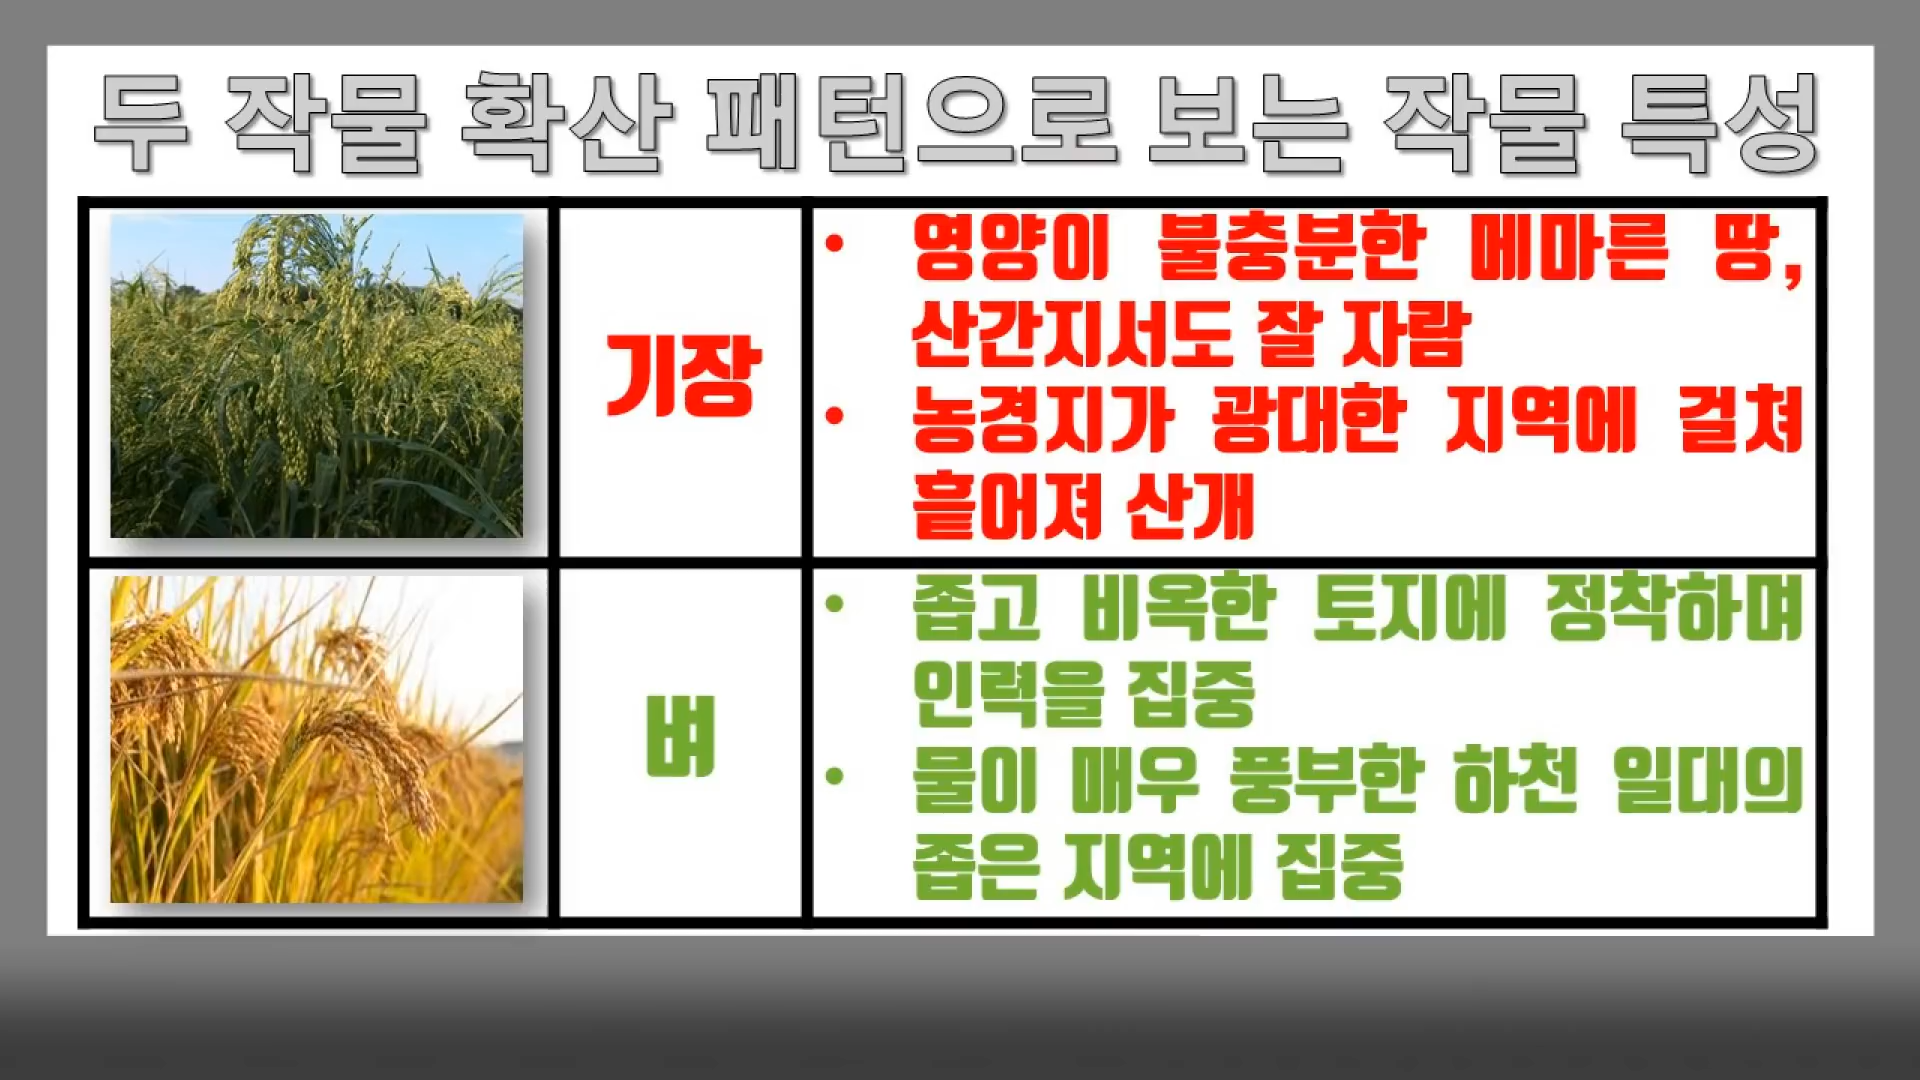 두 작물 확산 패턴으로 보는 작물 특성
기장
• 영양이 불충분한 메마른 땅,
산간지서도 잘 자람
• 농경지가 광대한 지역에 걸쳐
흩어져 산개
벼
• 좁고 비옥한 토지에 정착하며
인력을 집중
• 물이 매우 풍부한 하천 일대의
좁은 지역에 집중